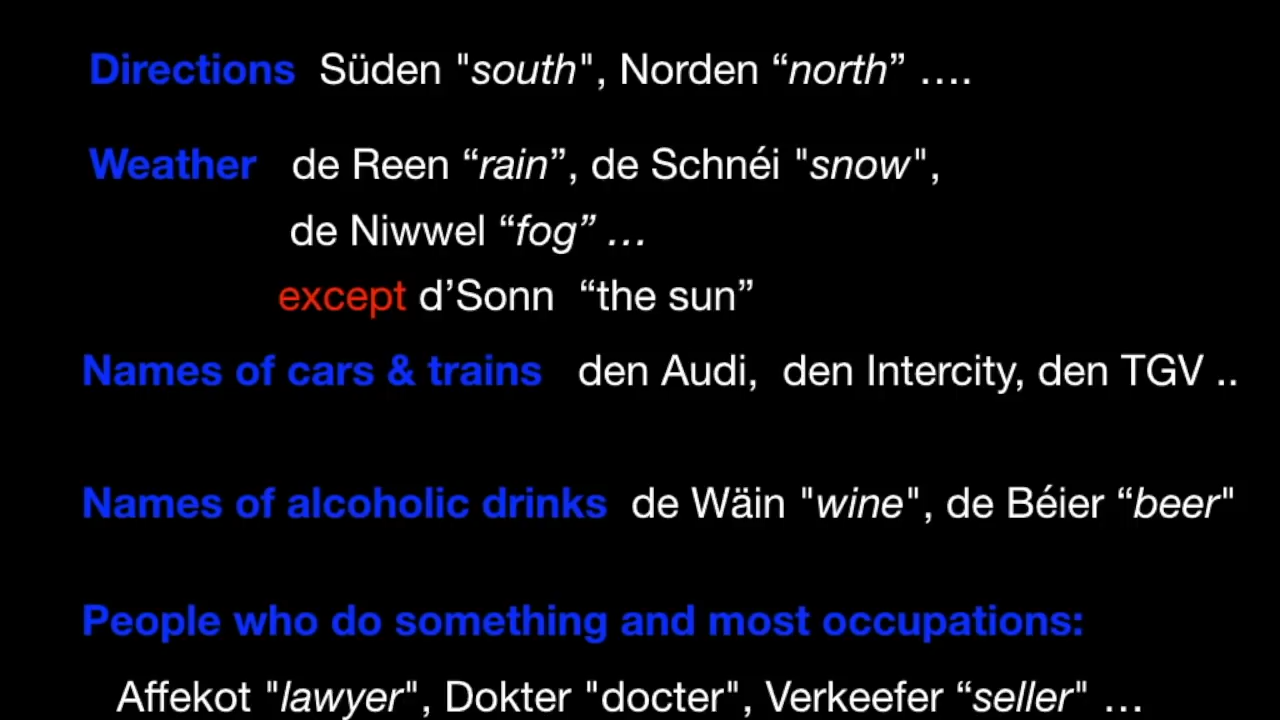 Directions Süden "south", Norden “north” ....
Weather de Reen “rain”, de Schnéi "snow",
de Niwwel “fog” ...
except d’Sonn “the sun”
Names of cars & trains den Audi, den Intercity, den TGV ..
Names of alcoholic drinks de Wäin "wine", de Béier “beer"
People who do something and most occupations:
Affekot "lawyer", Dokter "docter", Verkeefer “seller" ...